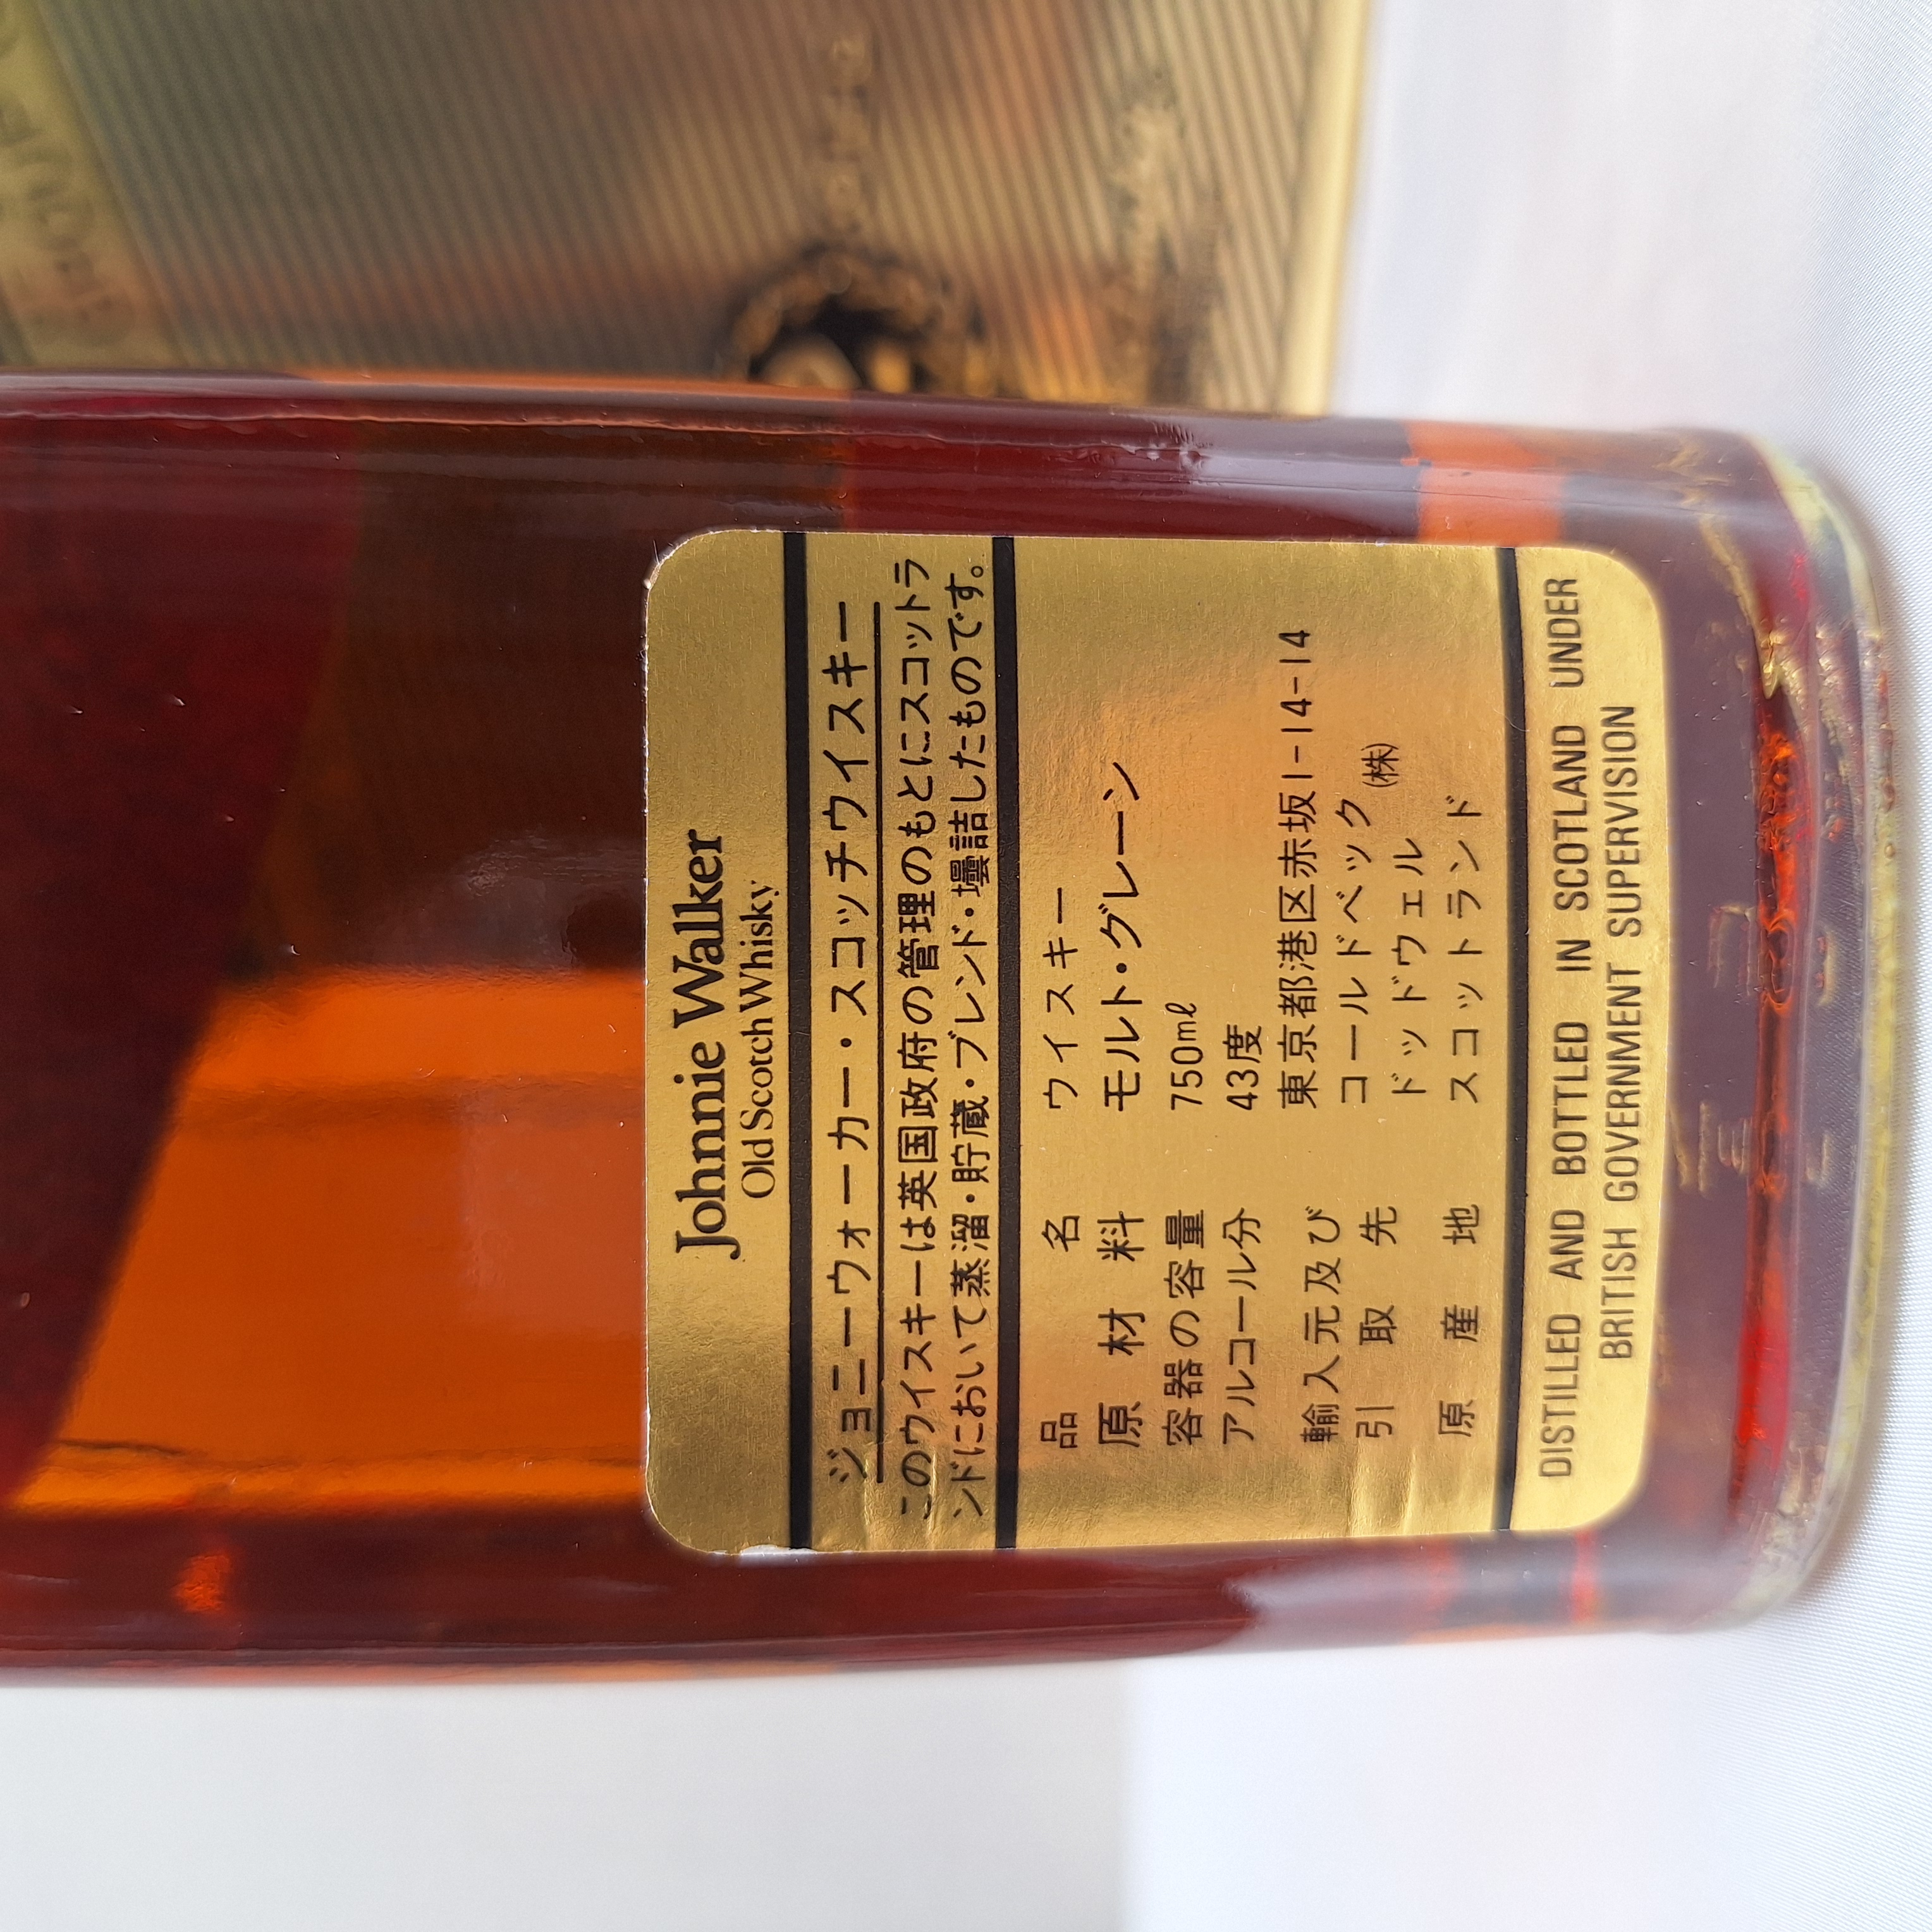 Johnnie Walker
Old Scotch Whisky
ジョニーウォーカー・スコッチウイスキー
このウイスキーは英国政府の管理のもとにスコットラ
ンドにおいて蒸溜・貯蔵・ブレンド・壜詰したものです。
品 名 ウイスキー
原 材 料 モルト・グレーン
容器の容量 750ml
アルコール分 43度
輸入元及び 東京都港区赤坂1-14-14
引 取 先 コールドベック
ドッドウェル (株)
原 産 地 スコットランド
DISTILLED AND BOTTLED IN SCOTLAND UNDER
BRITISH GOVERNMENT SUPERVISION